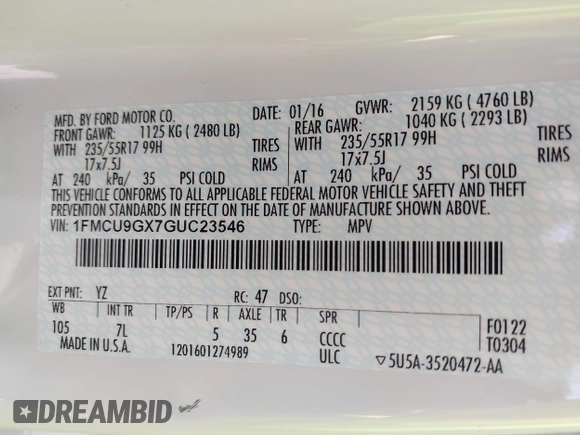 MFD. BY FORD MOTOR CO. DATE: 01/16 GVWR: 2159 KG ( 4760 LB)
FRONT GAWR: 1125 KG ( 2480 LB) REAR GAWR: 1040 KG ( 2293 LB)
WITH 235/55R17 99H TIRES WITH 235/55R17 99H TIRES
17x7.5J RIMS 17x7.5J RIMS
AT 240 kPa/ 35 PSI COLD AT 240 kPa/ 35 PSI COLD
THIS VEHICLE CONFORMS TO ALL APPLICABLE FEDERAL MOTOR VEHICLE SAFETY AND THEFT
PREVENTION STANDARDS IN EFFECT ON THE DATE OF MANUFACTURE SHOWN ABOVE.
VIN: 1FMCU9GX7GUC23546 TYPE: MPV
EXT PNT: YZ RC: 47 DSO:
WB INT TR TP/PS R AXLE TR SPR F0122
105 7L 5 35 6 CCCC T0304
MADE IN U.S.A. 1201601274989 ULC ▽5U5A-3520472-AA
DREAMBID